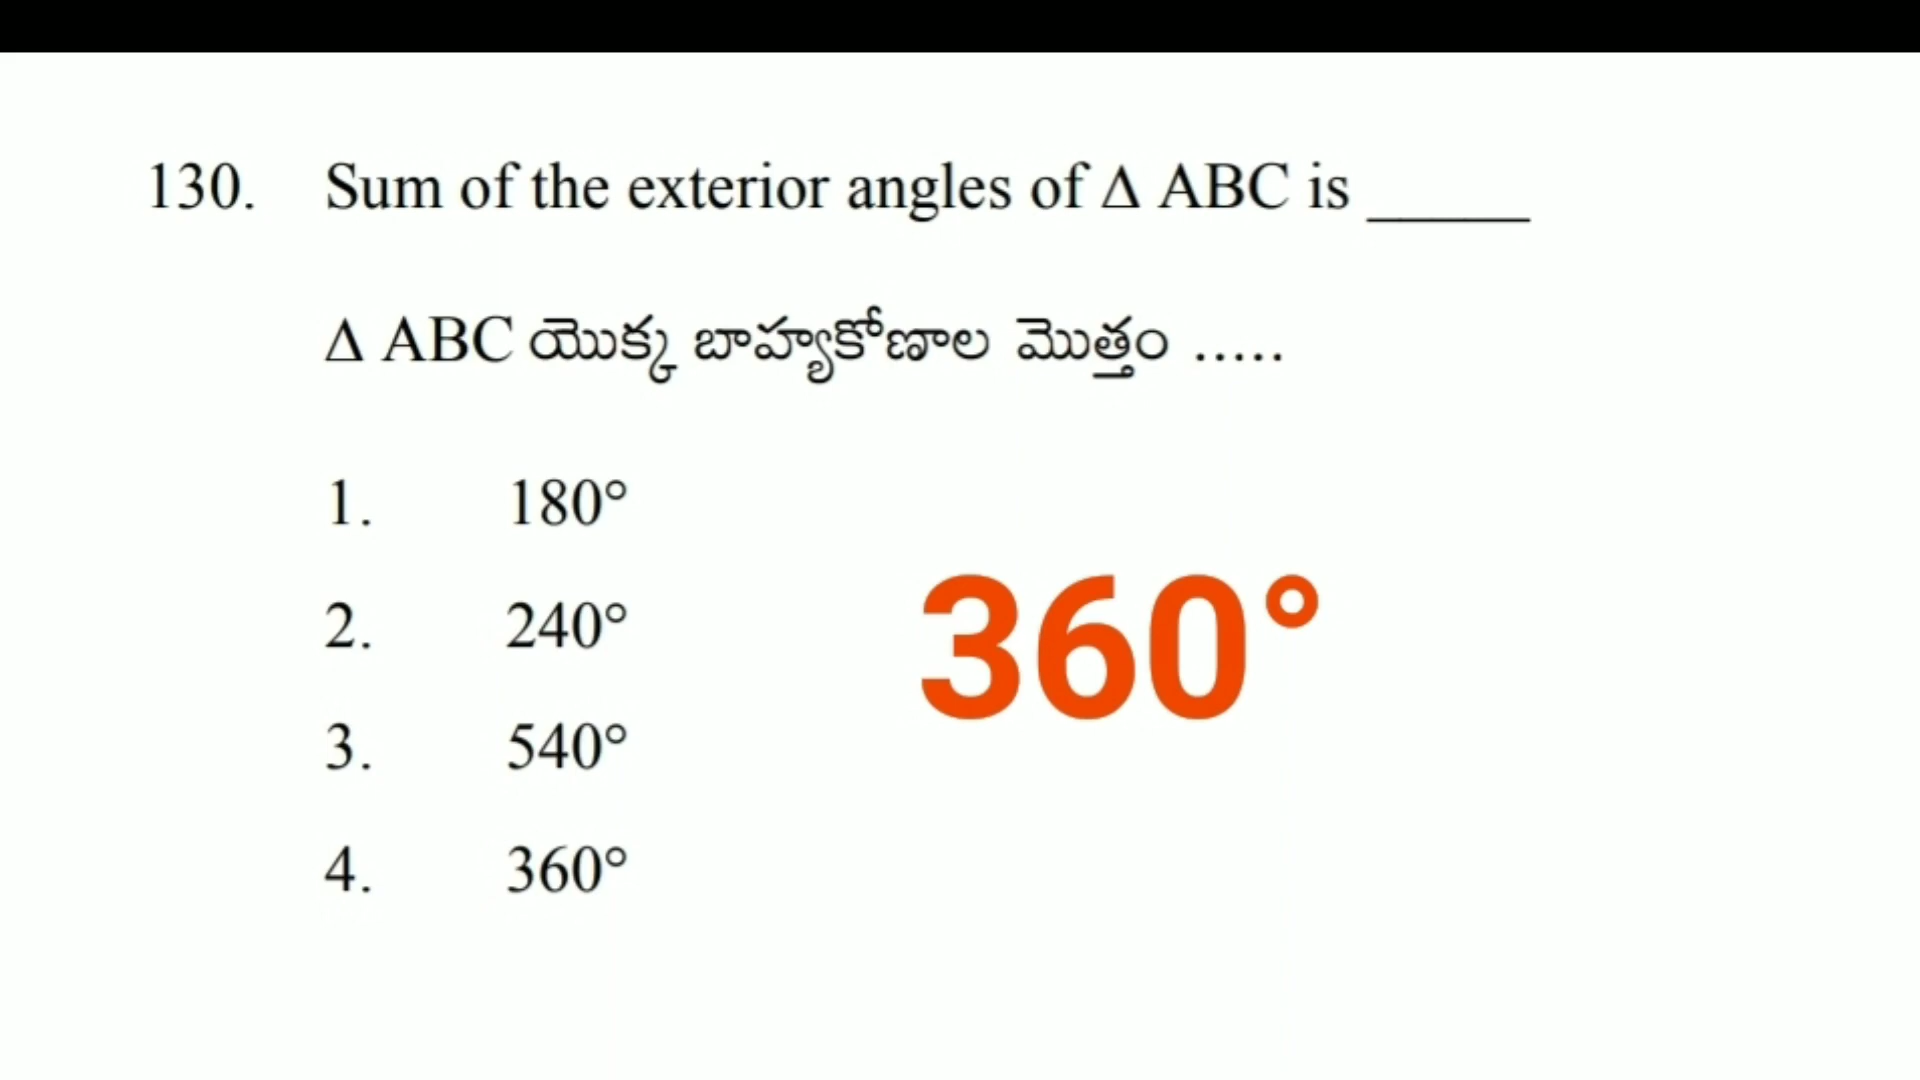 130. Sum of the exterior angles of Δ ABC is _____
Δ ABC యొక్క బాహ్యకోణాల మొత్తం .....
1. 180°
2. 240°
360°
3. 540°
4. 360°